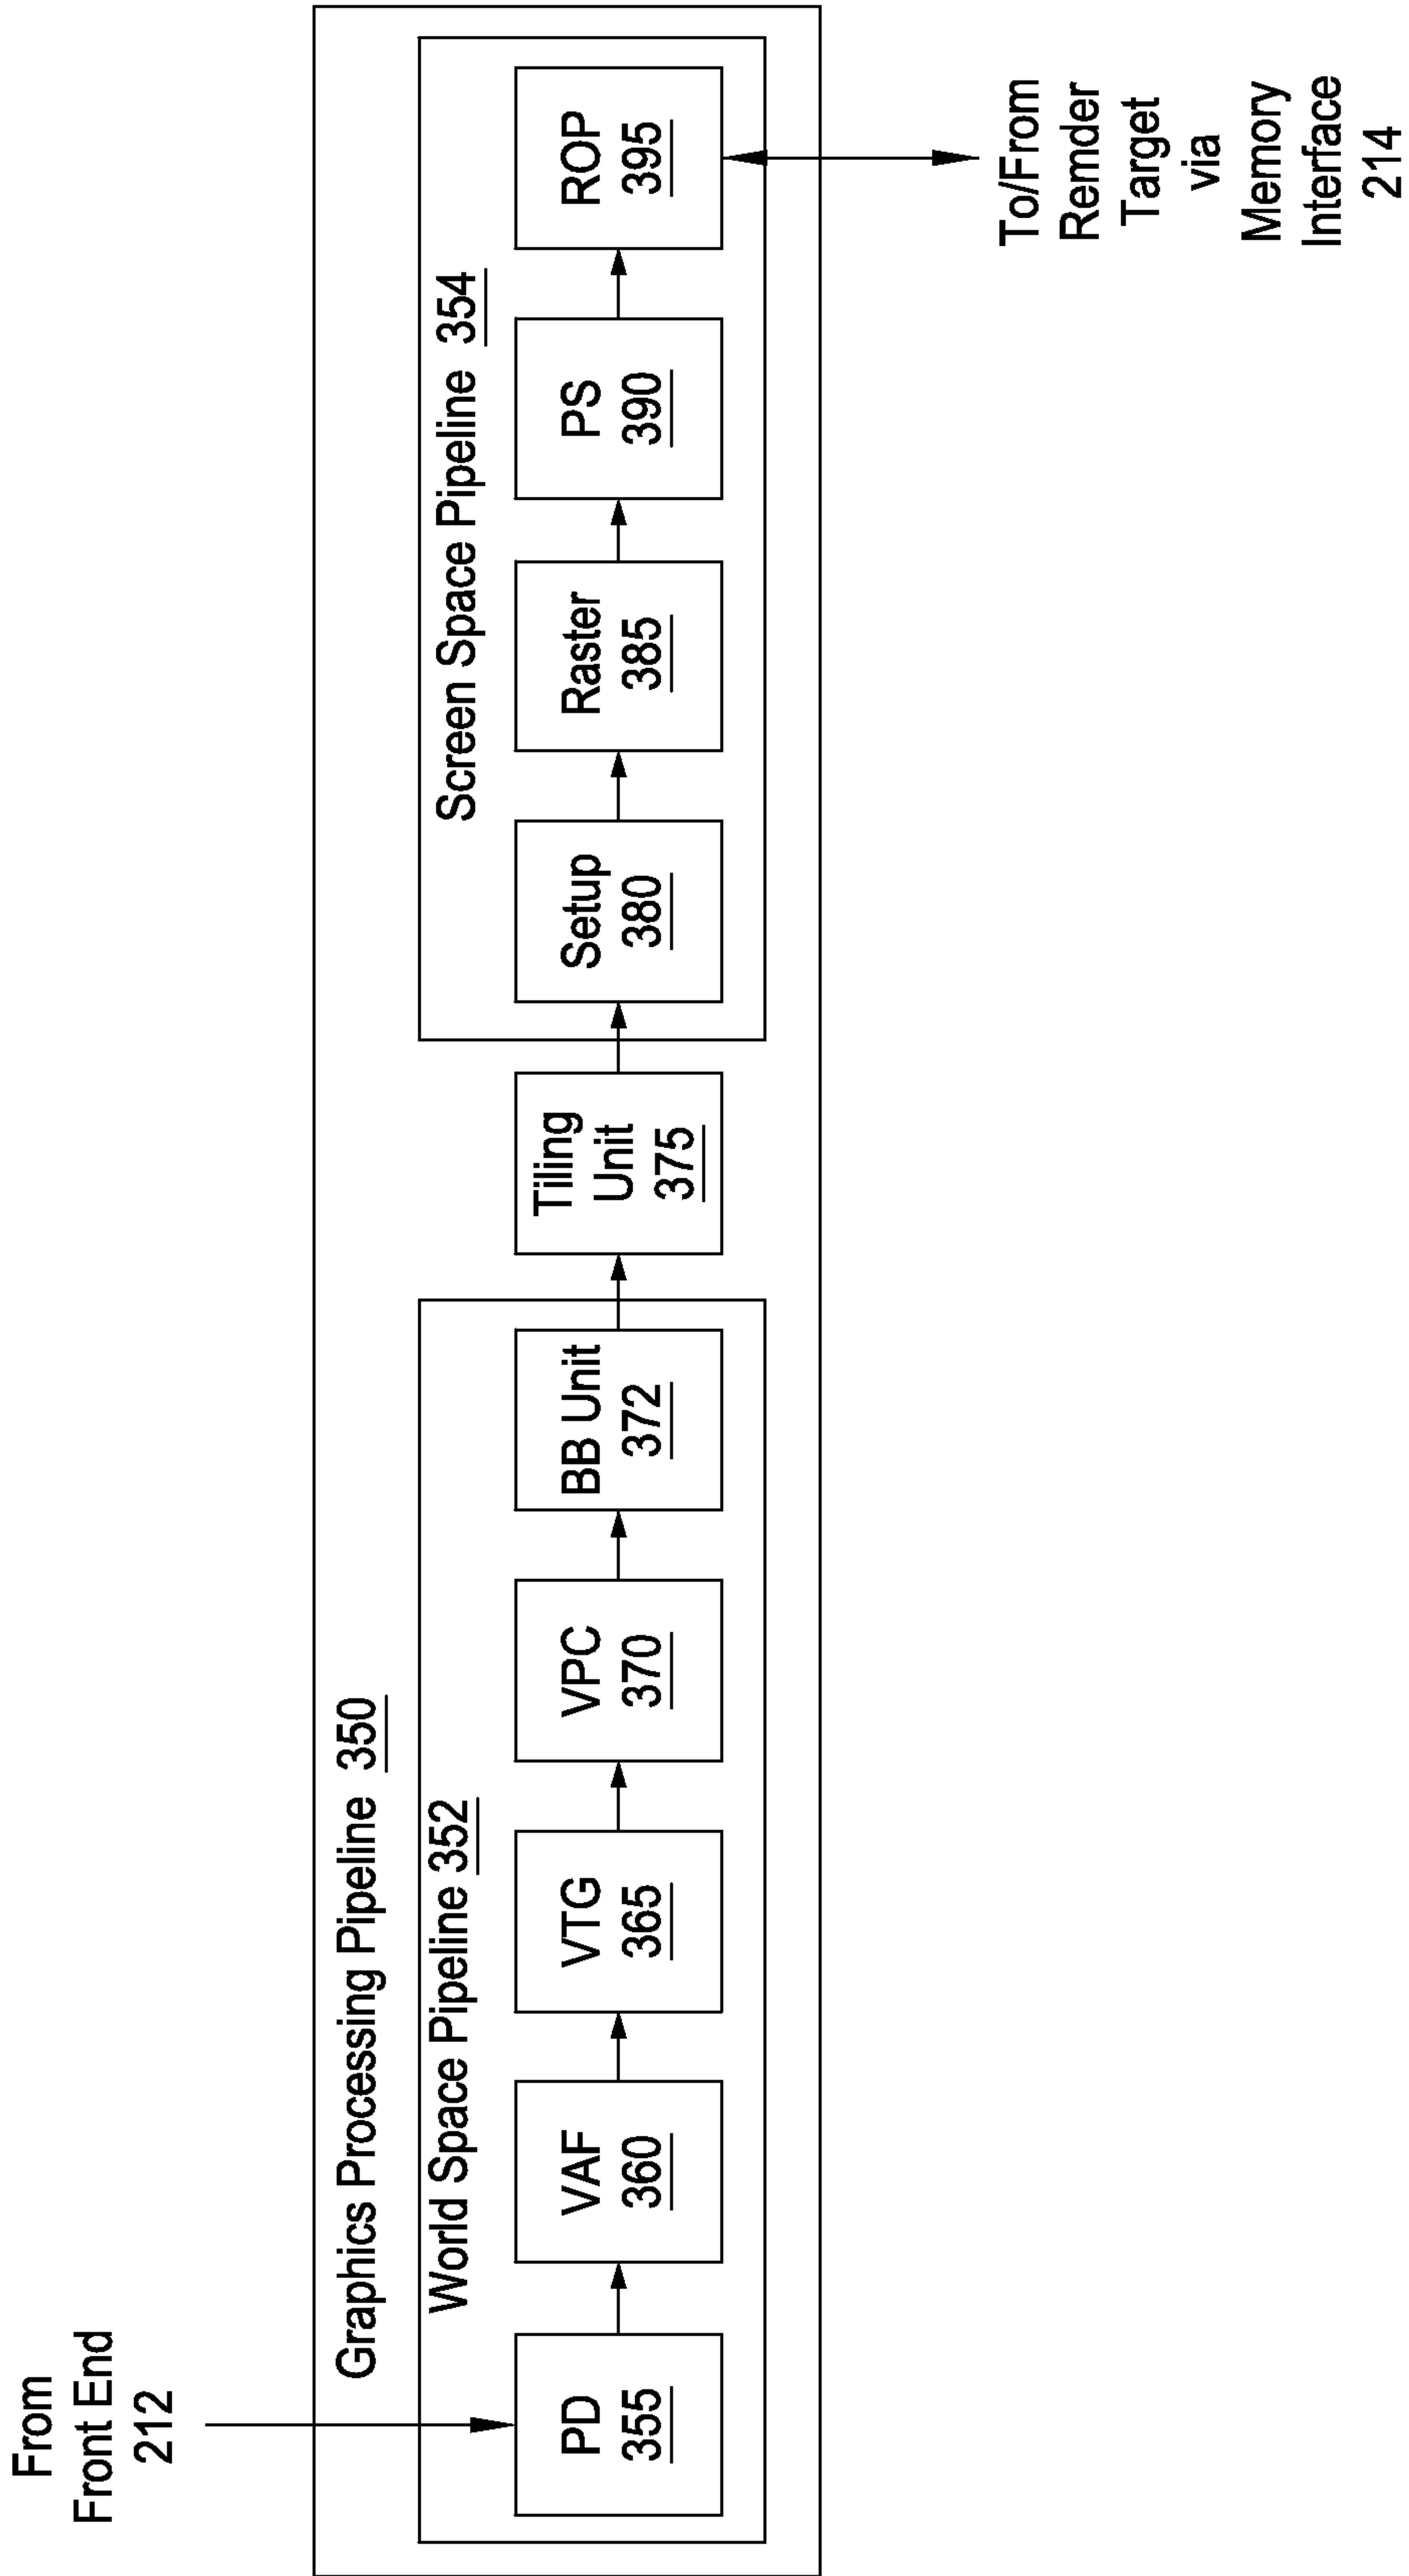 From
Front End
212
Graphics Processing Pipeline 350
World Space Pipeline 352
PD
355
VAF
360
VTG
365
VPC
370
BB Unit
372
Tiling
Unit
375
Screen Space Pipeline 354
Setup
380
Raster
385
PS
390
ROP
395
To/From
Remder
Target
via
Memory
Interface
214